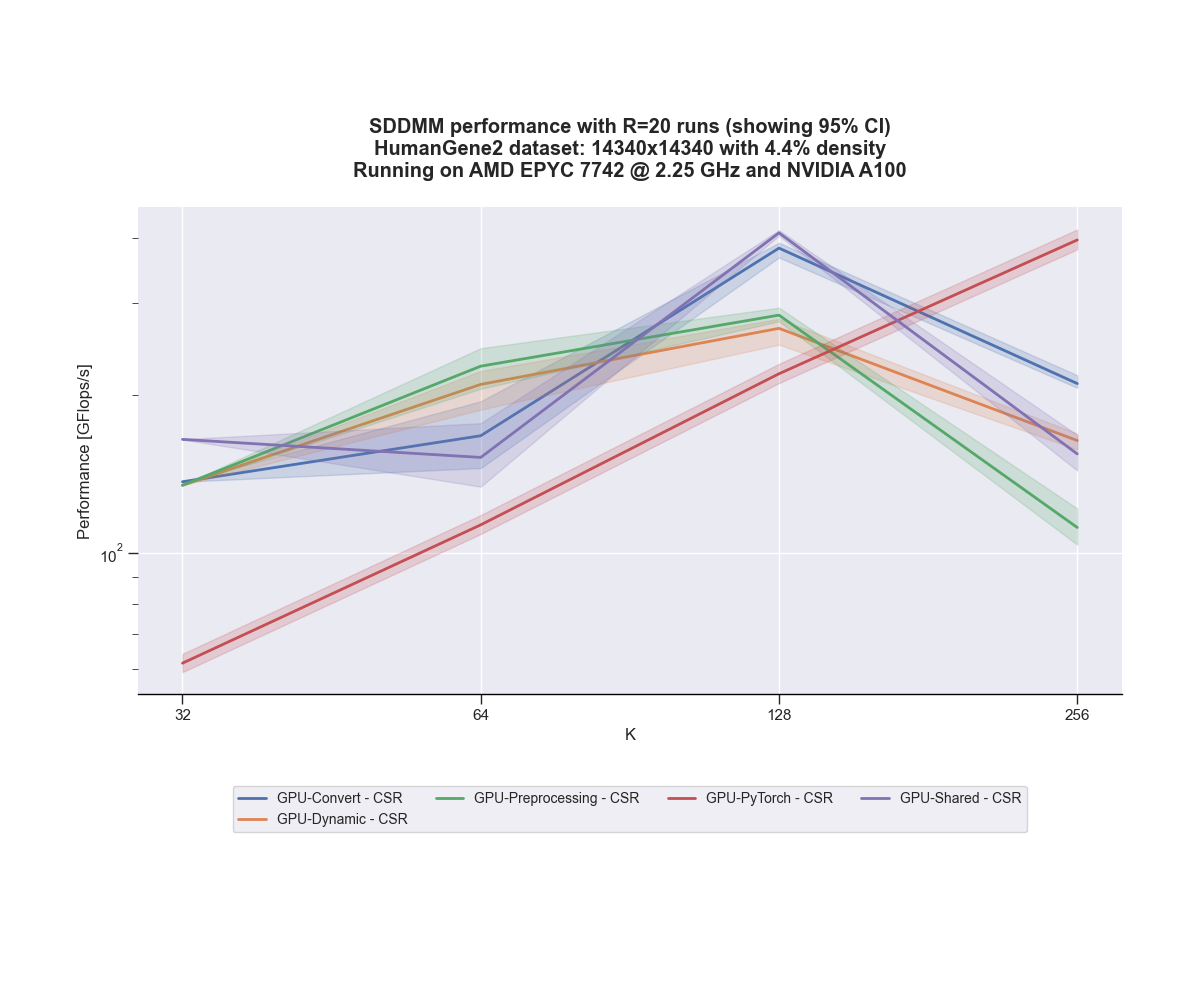 SDDMM performance with R=20 runs (showing 95% CI)
HumanGene2 dataset: 14340x14340 with 4.4% density
Running on AMD EPYC 7742 @ 2.25 GHz and NVIDIA A100
Performance [GFlops/s]
10²
32 64 128 256
K
GPU-Convert - CSR GPU-Preprocessing - CSR GPU-PyTorch - CSR GPU-Shared - CSR
GPU-Dynamic - CSR